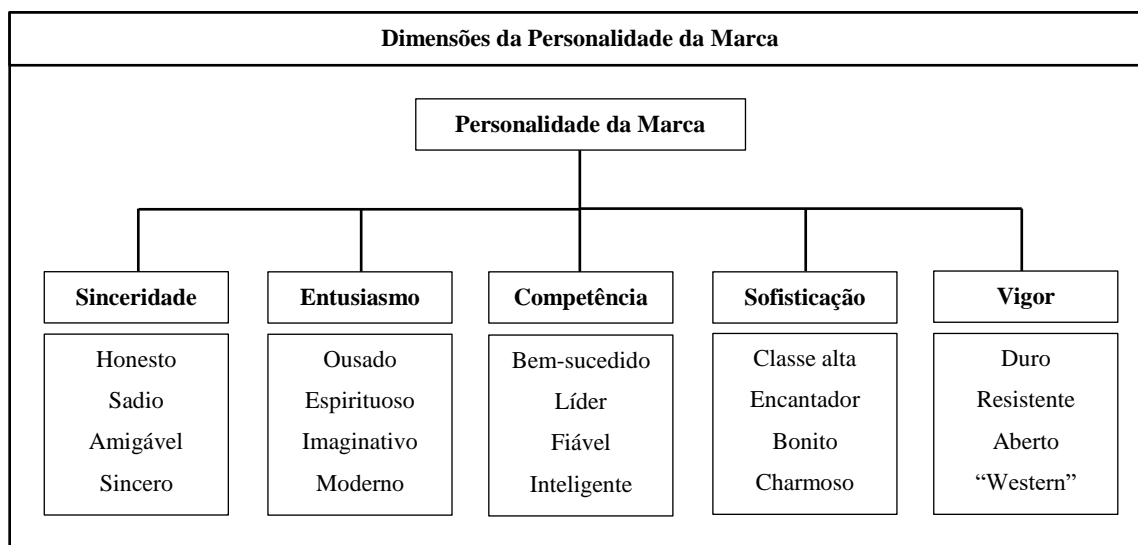 Dimensões da Personalidade da Marca
Personalidade da Marca
Sinceridade
Honesto
Sadio
Amigável
Sincero
Entusiasmo
Ousado
Espirituoso
Imaginativo
Moderno
Competência
Bem-sucedido
Líder
Fiável
Inteligente
Sofisticação
Classe alta
Encantador
Bonito
Charmoso
Vigor
Duro
Resistente
Aberto
“Western”